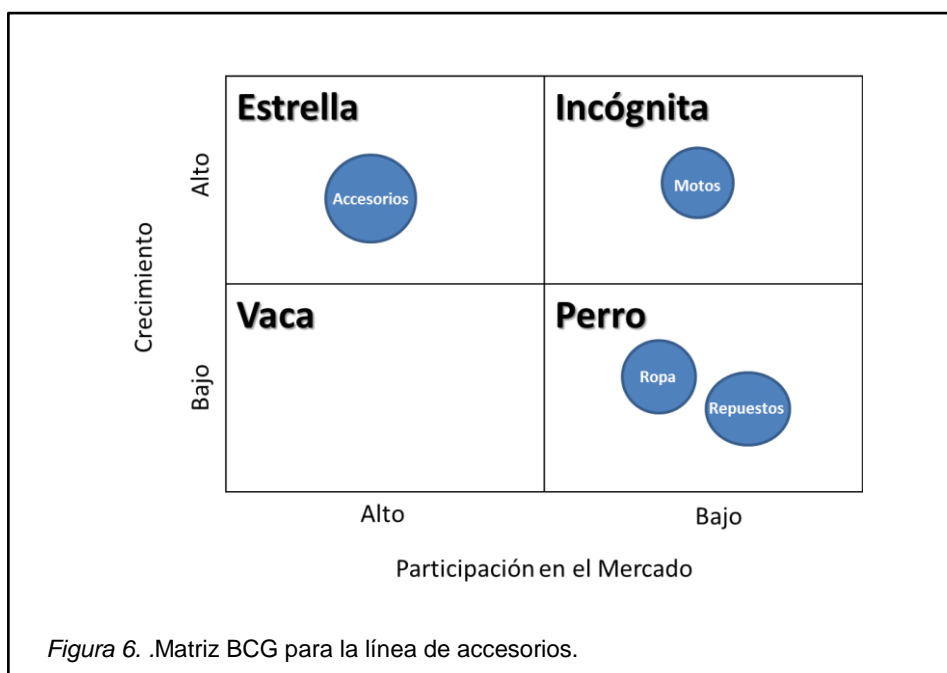 Estrella
Incógnita
Accesorios
Motos
Alto
Crecimiento
Vaca
Perro
Ropa
Repuestos
Bajo
Alto
Bajo
Participación en el Mercado
Figura 6. .Matriz BCG para la línea de accesorios.